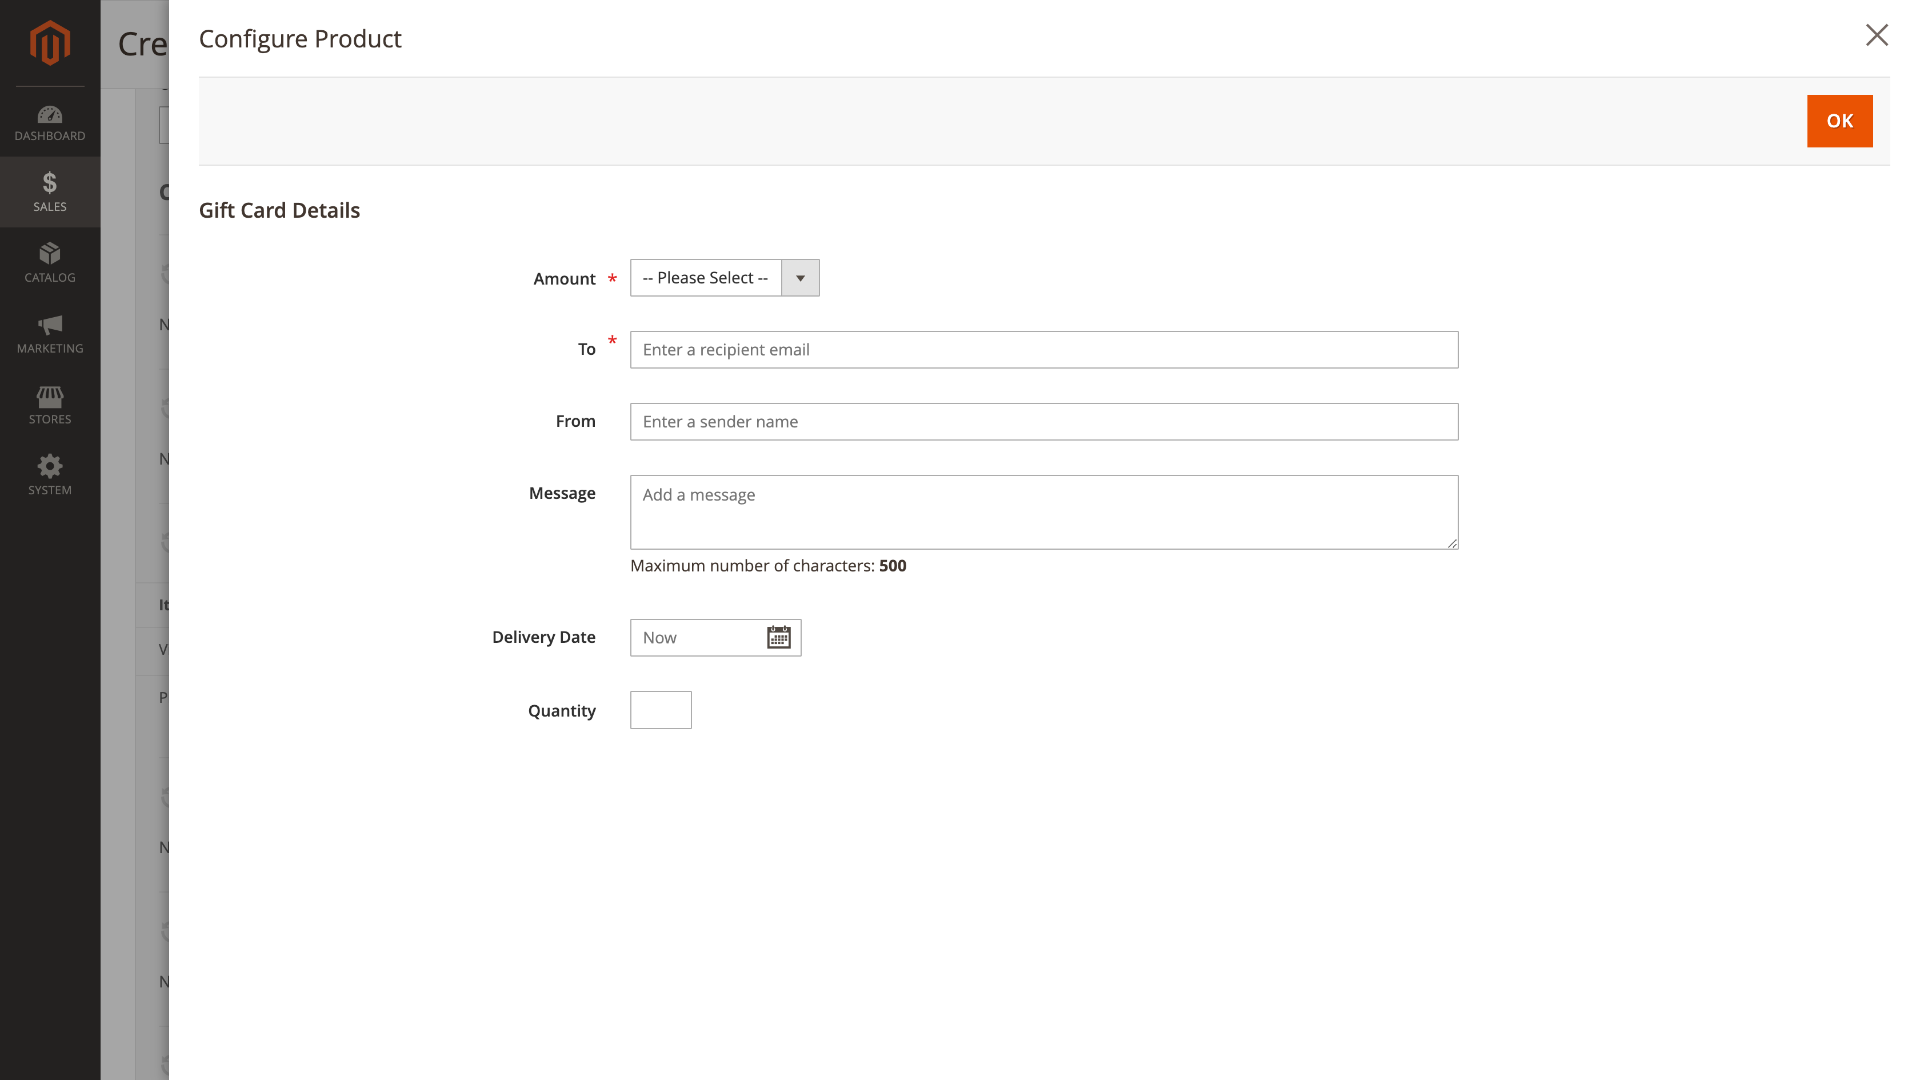 Configure Product
Cre
OK
DASHBOARD
SALES
CATALOG
MARKETING
STORES
SYSTEM
Gift Card Details
Amount *
-- Please Select --
To *
Enter a recipient email
From
Enter a sender name
Message
Add a message
Maximum number of characters: 500
Delivery Date
Now
Quantity
N
N
It
V
P
N
N